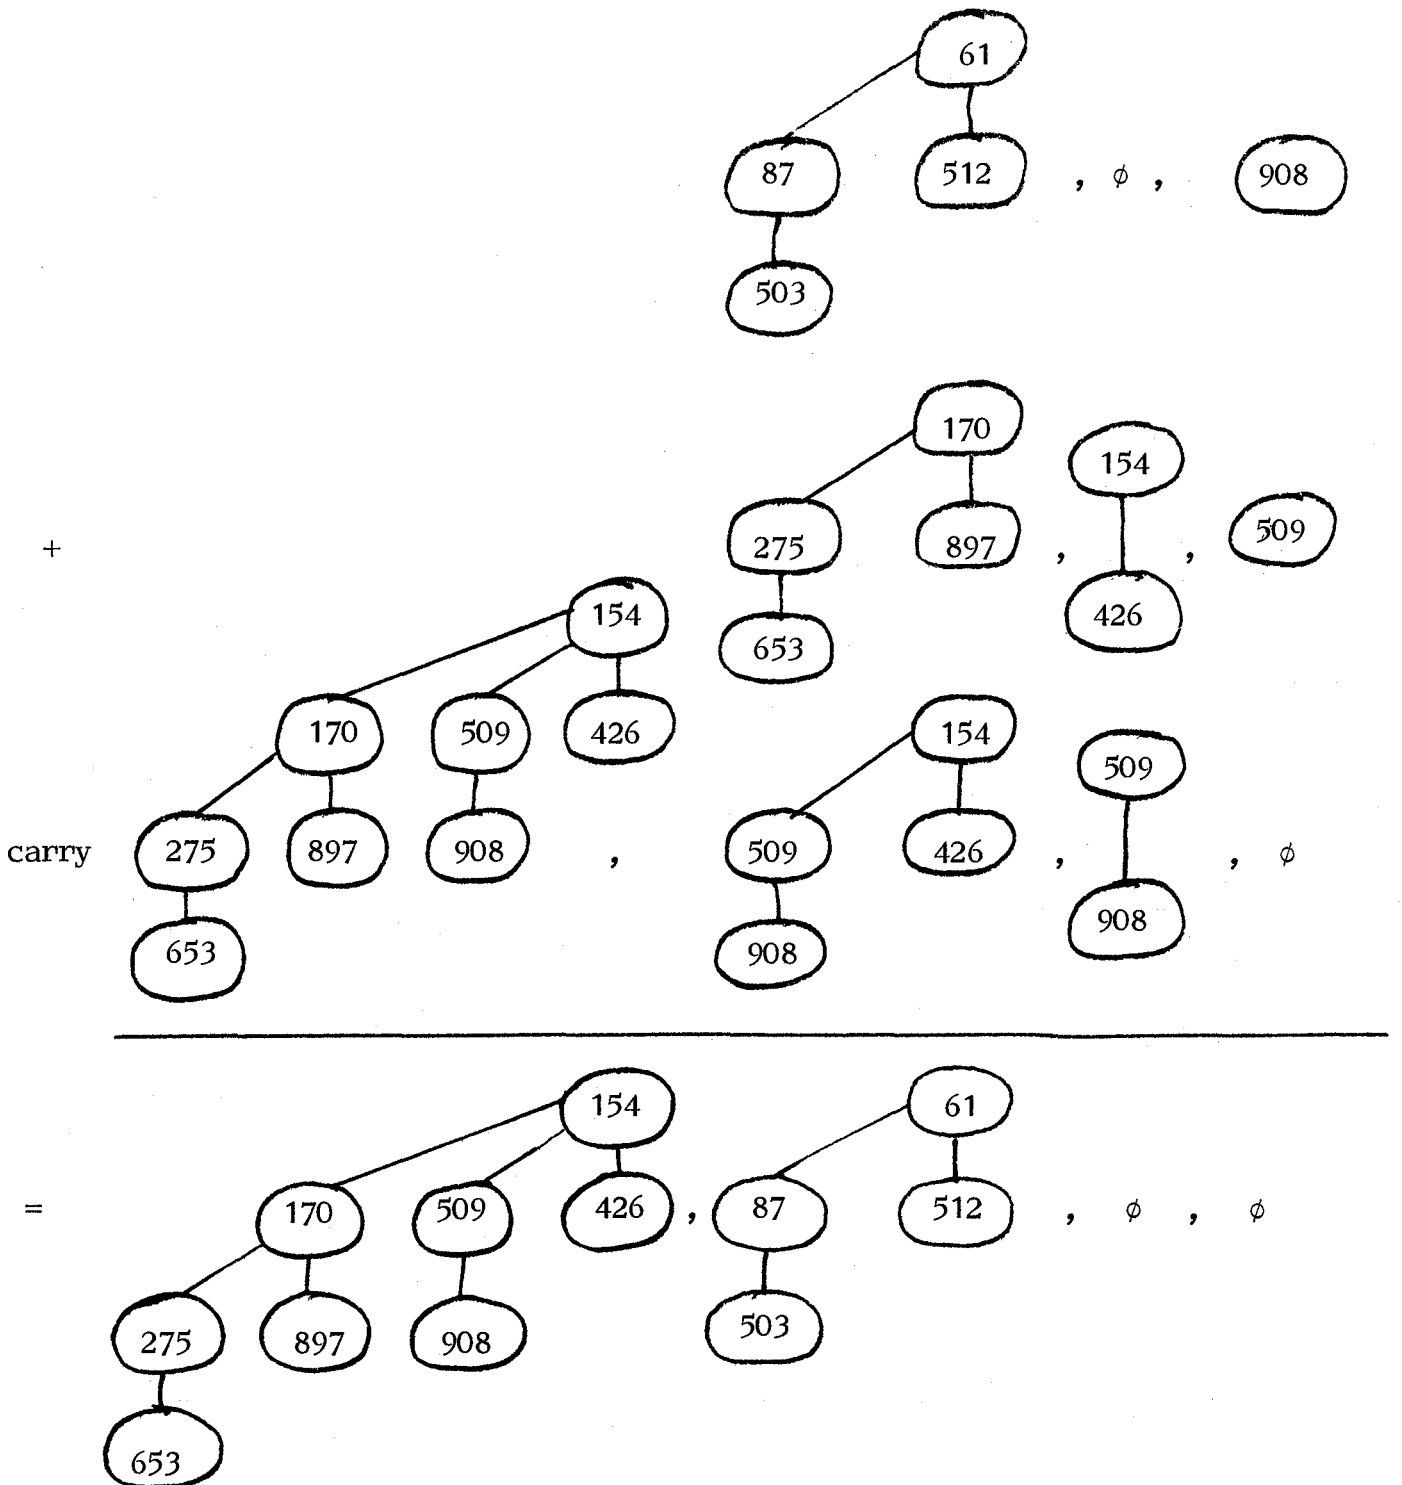 61
87 512 , ø , 908
503
170
154
275 897 , , 509
+
154 426
653
170 509 426 154
509
carry 275 897 908 , 509 426 , , ø
653 908 908
154 61
= 170 509 426 , 87 512 , ø , ø
275 897 908 503
653